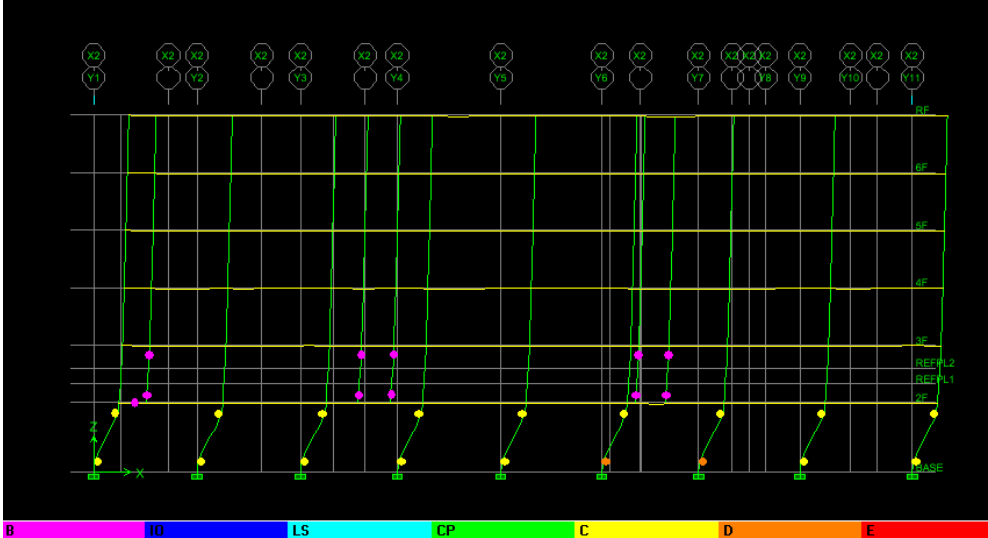 X2 X2 X2 X2 X2 X2 X2 X2 X2 X2 X2 X2 X2 X2 X2 X2 X2 X2
Y1 Y2 Y3 Y4 Y5 Y6 Y7 Y8 Y9 Y10 Y11
RF
6F
5F
4F
3F
REFPL2
REFPL1
2F
Z
X
BASE
B IO LS CP C D E